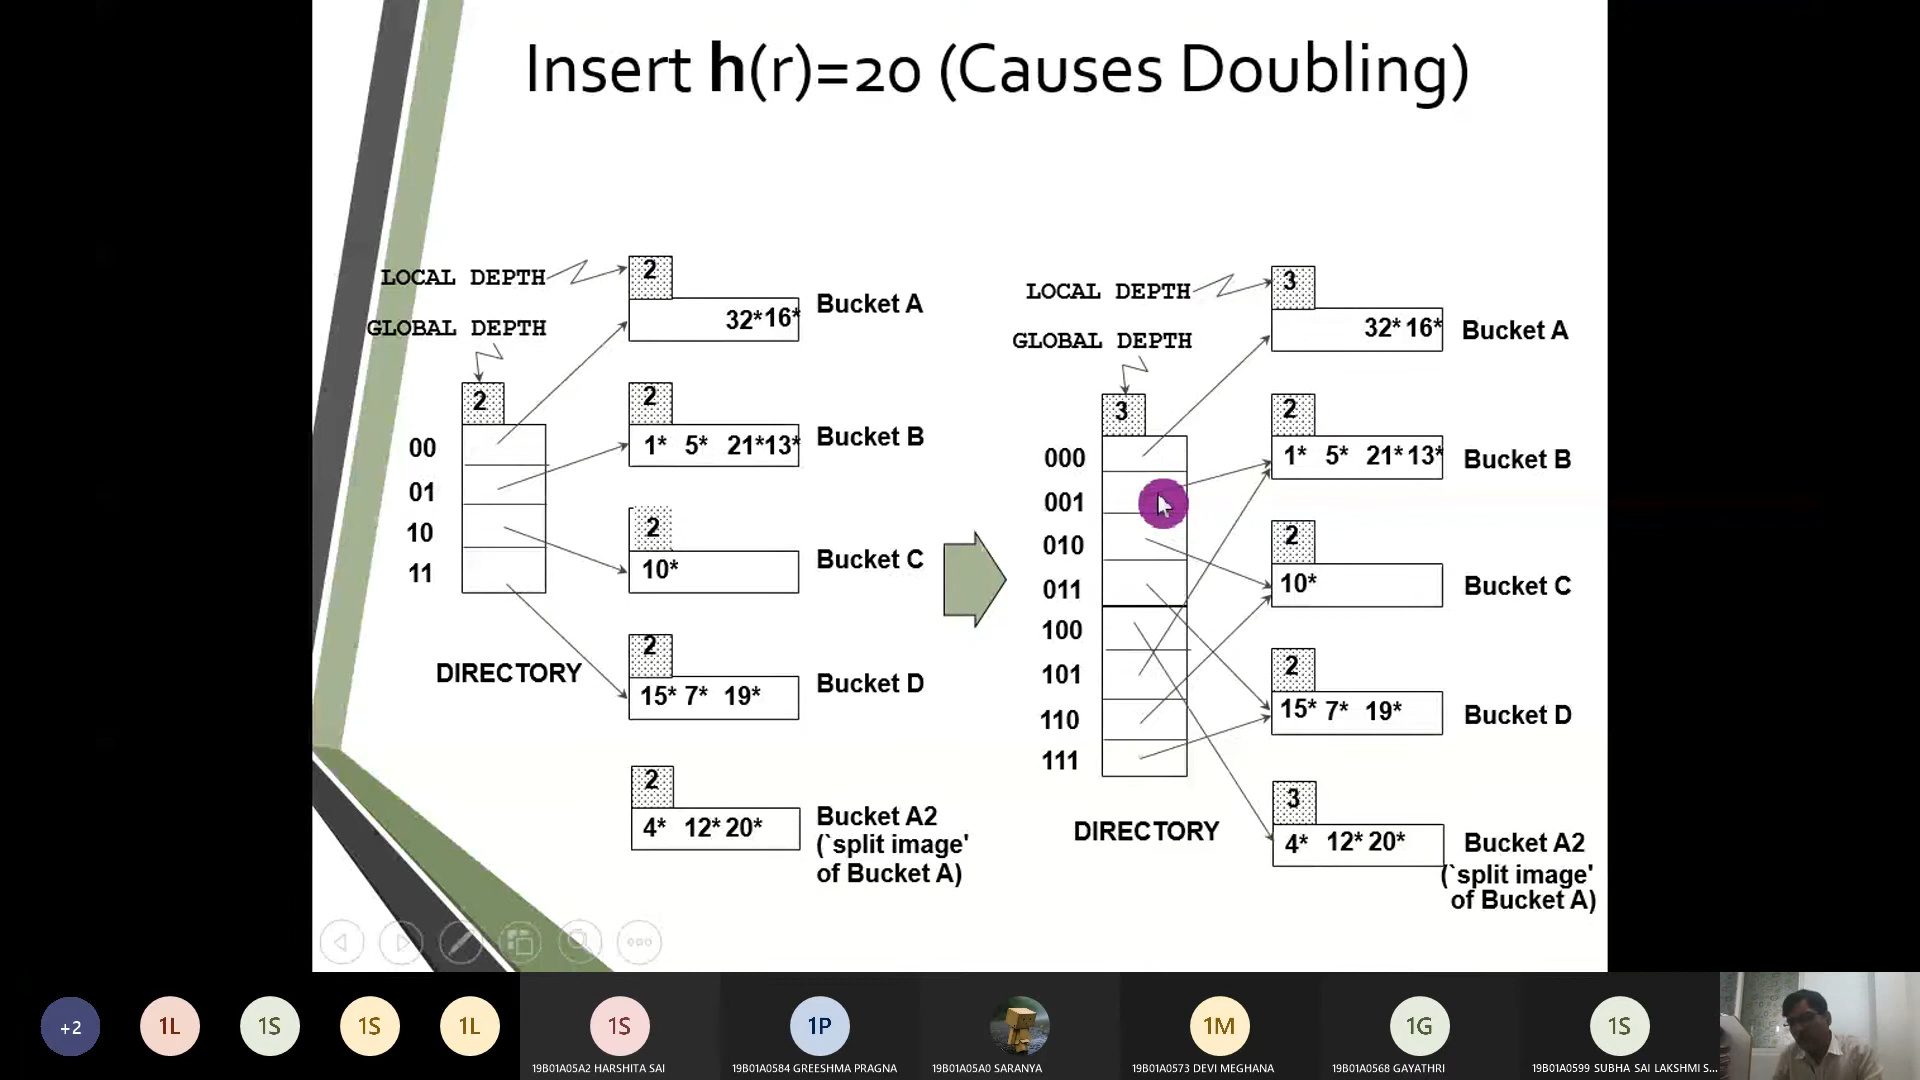 Insert h(r)=20 (Causes Doubling)
LOCAL DEPTH
GLOBAL DEPTH
2
00
01
10
11
DIRECTORY
2
32* 16*
Bucket A
2
1* 5* 21* 13*
Bucket B
2
10*
Bucket C
2
15* 7* 19*
Bucket D
2
4* 12* 20*
Bucket A2
(`split image'
of Bucket A)
LOCAL DEPTH
GLOBAL DEPTH
3
000
001
010
011
100
101
110
111
DIRECTORY
3
32* 16*
Bucket A
2
1* 5* 21* 13*
Bucket B
2
10*
Bucket C
2
15* 7* 19*
Bucket D
3
4* 12* 20*
Bucket A2
(`split image'
of Bucket A)
+2
1L
1S
1S
1L
1S
1P
1M
1G
1S
19B01A05A2 HARSHITA SAI
19B01A0584 GREESHMA PRAGNA
19B01A05A0 SARANYA
19B01A0573 DEVI MEGHANA
19B01A0568 GAYATHRI
19B01A0599 SUBHA SAI LAKSHMI S...